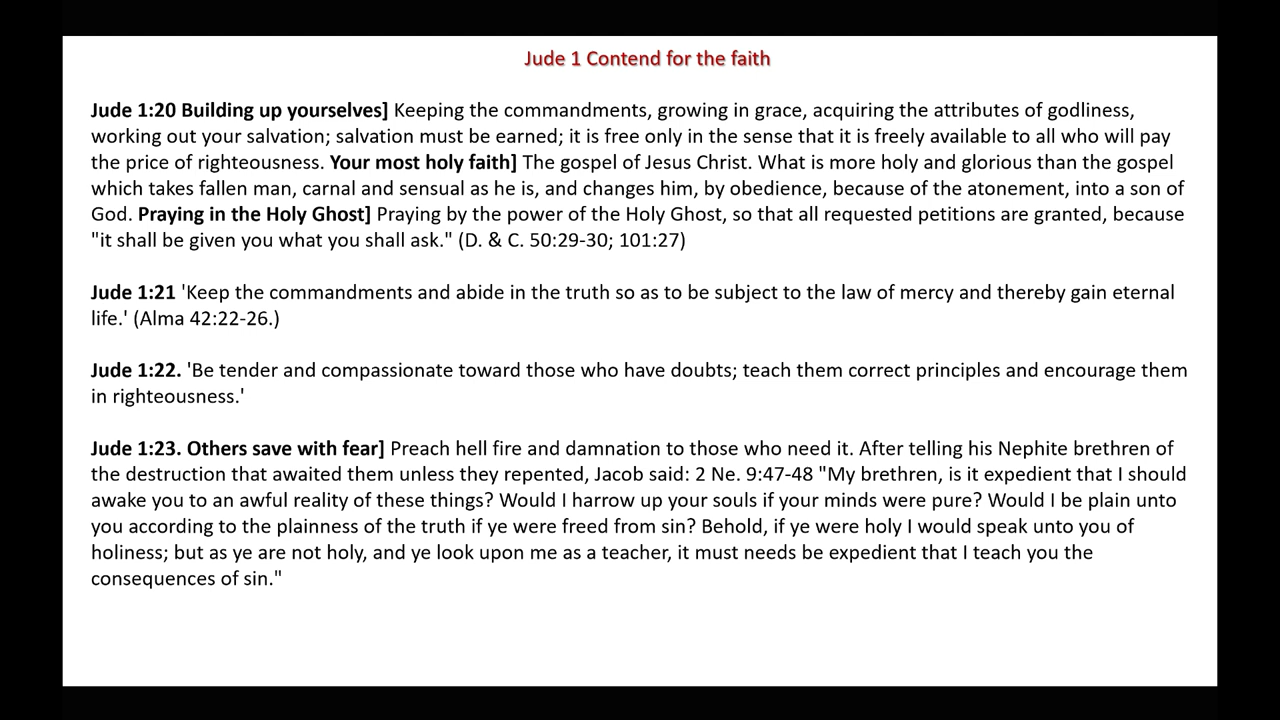 Jude 1 Contend for the faith
Jude 1:20 Building up yourselves] Keeping the commandments, growing in grace, acquiring the attributes of godliness,
working out your salvation; salvation must be earned; it is free only in the sense that it is freely available to all who will pay
the price of righteousness. Your most holy faith] The gospel of Jesus Christ. What is more holy and glorious than the gospel
which takes fallen man, carnal and sensual as he is, and changes him, by obedience, because of the atonement, into a son of
God. Praying in the Holy Ghost] Praying by the power of the Holy Ghost, so that all requested petitions are granted, because
"it shall be given you what you shall ask." (D. & C. 50:29-30; 101:27)
Jude 1:21 'Keep the commandments and abide in the truth so as to be subject to the law of mercy and thereby gain eternal
life.' (Alma 42:22-26.)
Jude 1:22. 'Be tender and compassionate toward those who have doubts; teach them correct principles and encourage them
in righteousness.'
Jude 1:23. Others save with fear] Preach hell fire and damnation to those who need it. After telling his Nephite brethren of
the destruction that awaited them unless they repented, Jacob said: 2 Ne. 9:47-48 "My brethren, is it expedient that I should
awake you to an awful reality of these things? Would I harrow up your souls if your minds were pure? Would I be plain unto
you according to the plainness of the truth if ye were freed from sin? Behold, if ye were holy I would speak unto you of
holiness; but as ye are not holy, and ye look upon me as a teacher, it must needs be expedient that I teach you the
consequences of sin."